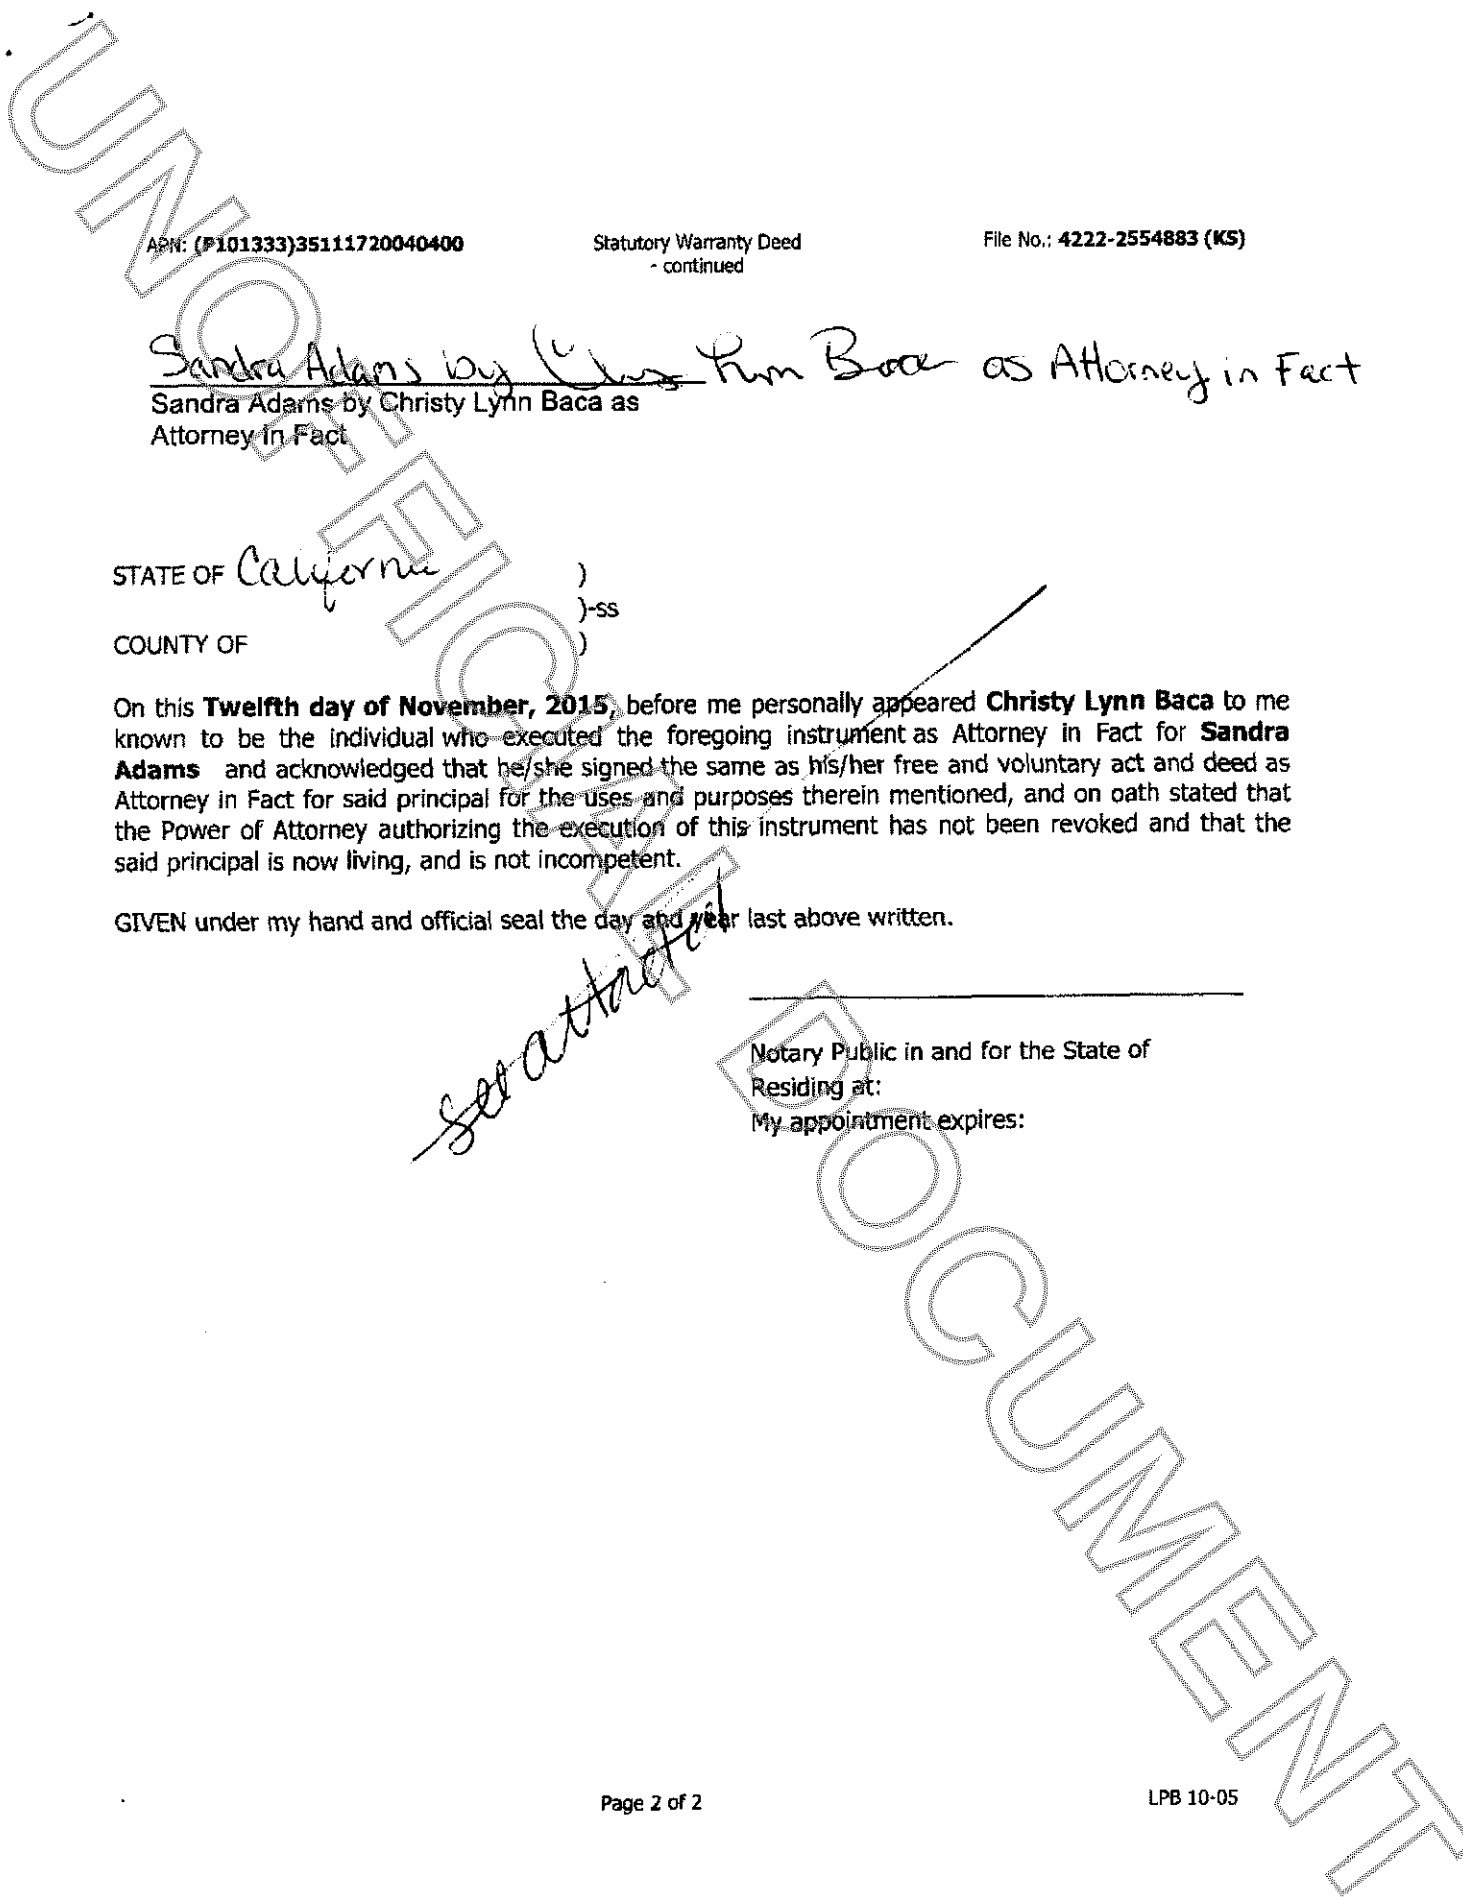 APN: (P101333)35111720040400 Statutory Warranty Deed File No.: 4222-2554883 (KS)
- continued
Sandra Adams by Lynn Baca as Attorney in Fact
Sandra Adams by Christy Lynn Baca as
Attorney in Fact
STATE OF California )
)-ss
COUNTY OF )
On this Twelfth day of November, 2015, before me personally appeared Christy Lynn Baca to me
known to be the individual who executed the foregoing instrument as Attorney in Fact for Sandra
Adams and acknowledged that he/she signed the same as his/her free and voluntary act and deed as
Attorney in Fact for said principal for the uses and purposes therein mentioned, and on oath stated that
the Power of Attorney authorizing the execution of this instrument has not been revoked and that the
said principal is now living, and is not incompetent.
GIVEN under my hand and official seal the day and year last above written.
see attached
Notary Public in and for the State of
Residing at:
My appointment expires:
Page 2 of 2 LPB 10-05
UNOFFICIAL DOCUMENT